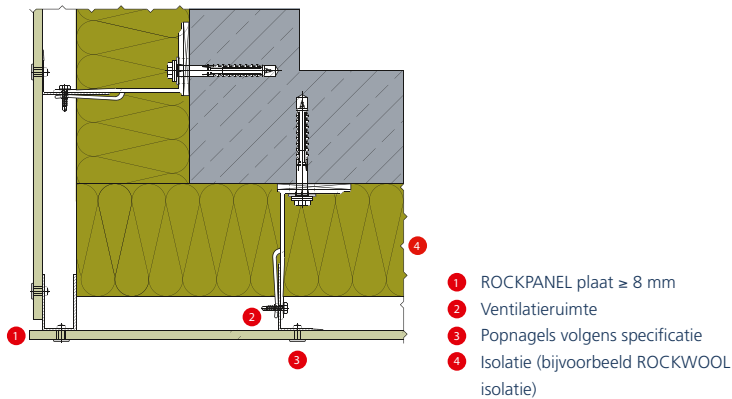 4
1 ROCKPANEL plaat ≥ 8 mm
2 Ventilatieruimte
2
3 Popnagels volgens specificatie
1
3
4 Isolatie (bijvoorbeeld ROCKWOOL
isolatie)